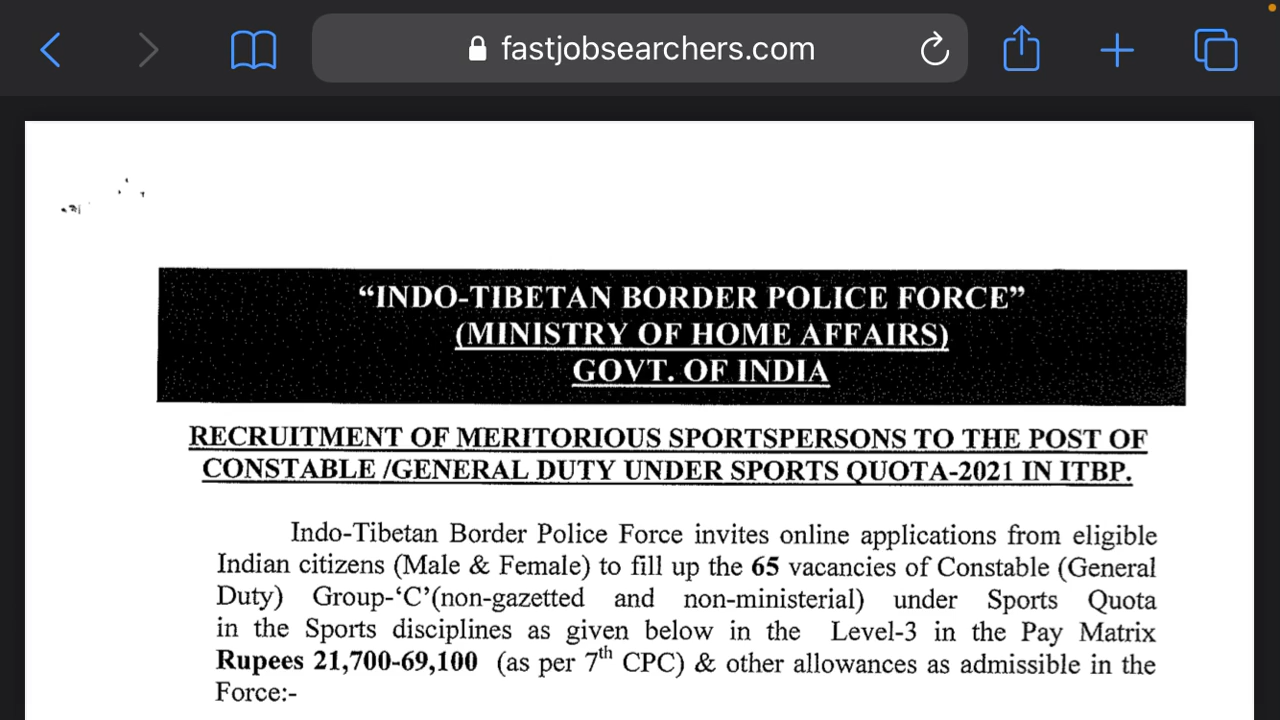 fastjobsearchers.com
“INDO-TIBETAN BORDER POLICE FORCE”
(MINISTRY OF HOME AFFAIRS)
GOVT. OF INDIA
RECRUITMENT OF MERITORIOUS SPORTSPERSONS TO THE POST OF
CONSTABLE /GENERAL DUTY UNDER SPORTS QUOTA-2021 IN ITBP.
Indo-Tibetan Border Police Force invites online applications from eligible
Indian citizens (Male & Female) to fill up the 65 vacancies of Constable (General
Duty) Group-‘C’(non-gazetted and non-ministerial) under Sports Quota
in the Sports disciplines as given below in the Level-3 in the Pay Matrix
Rupees 21,700-69,100 (as per 7th CPC) & other allowances as admissible in the
Force:-